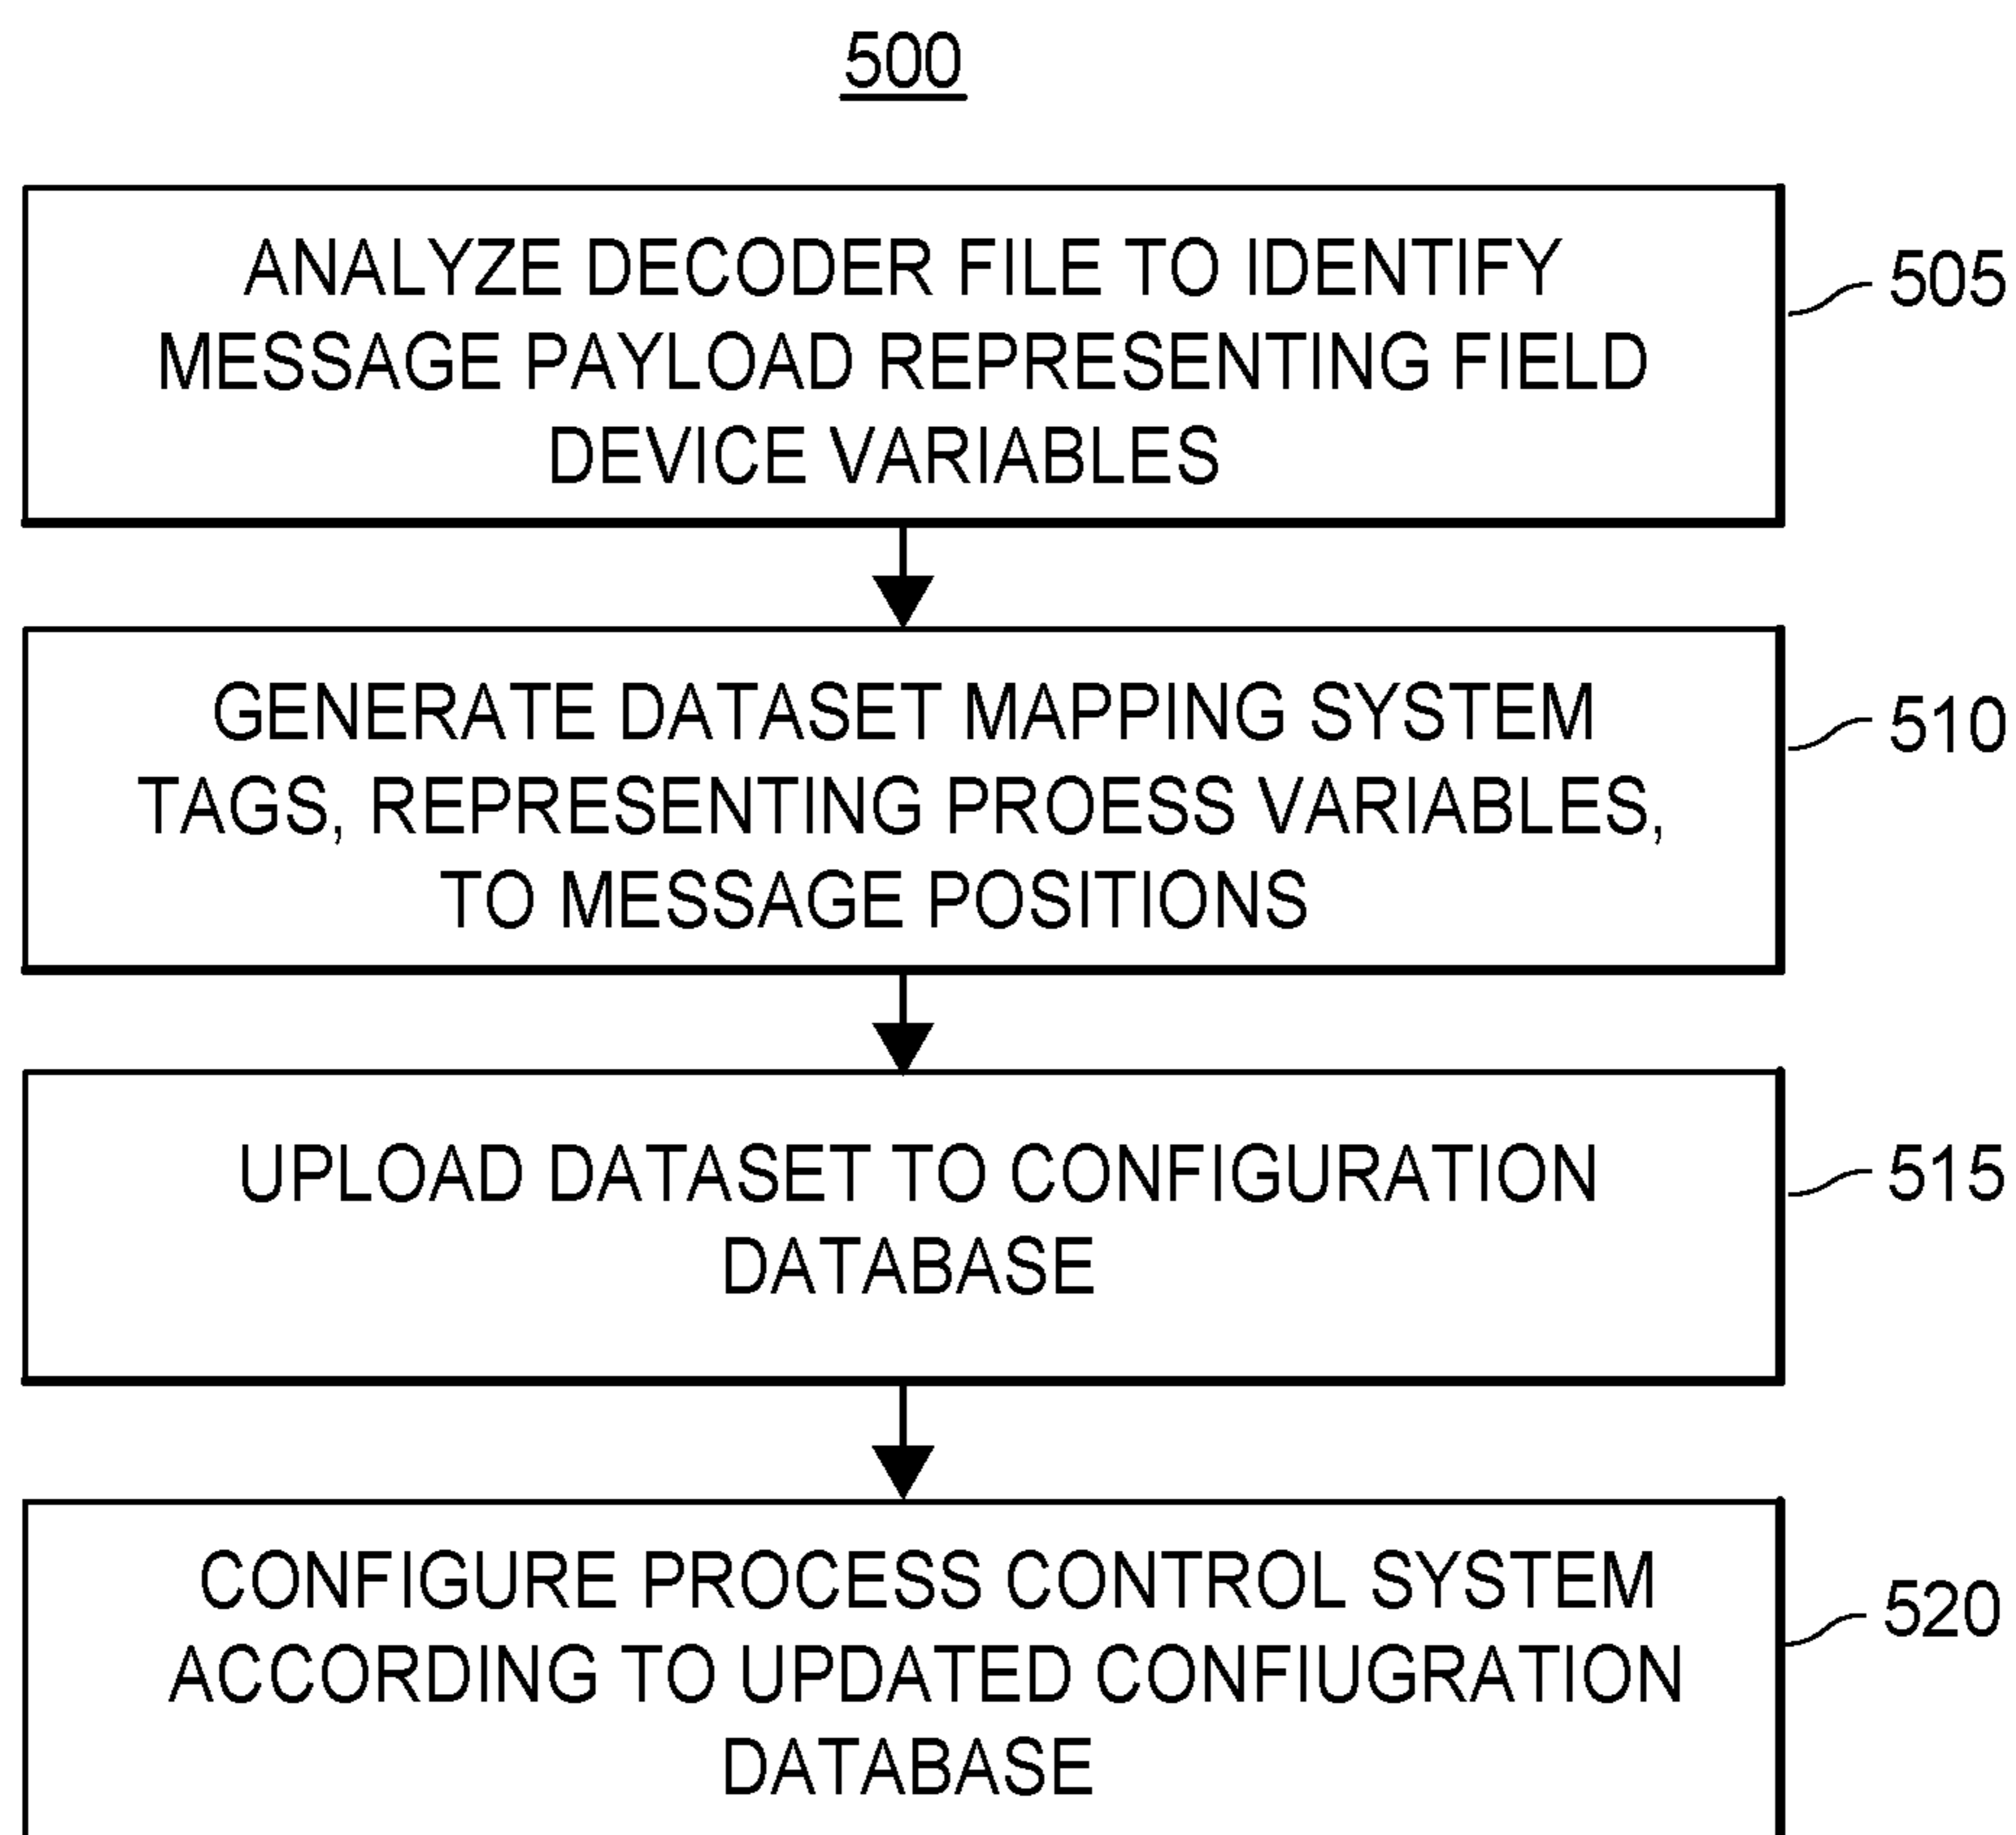 500
ANALYZE DECODER FILE TO IDENTIFY
MESSAGE PAYLOAD REPRESENTING FIELD
DEVICE VARIABLES
505
GENERATE DATASET MAPPING SYSTEM
TAGS, REPRESENTING PROESS VARIABLES,
TO MESSAGE POSITIONS
510
UPLOAD DATASET TO CONFIGURATION
DATABASE
515
CONFIGURE PROCESS CONTROL SYSTEM
ACCORDING TO UPDATED CONFIUGRATION
DATABASE
520